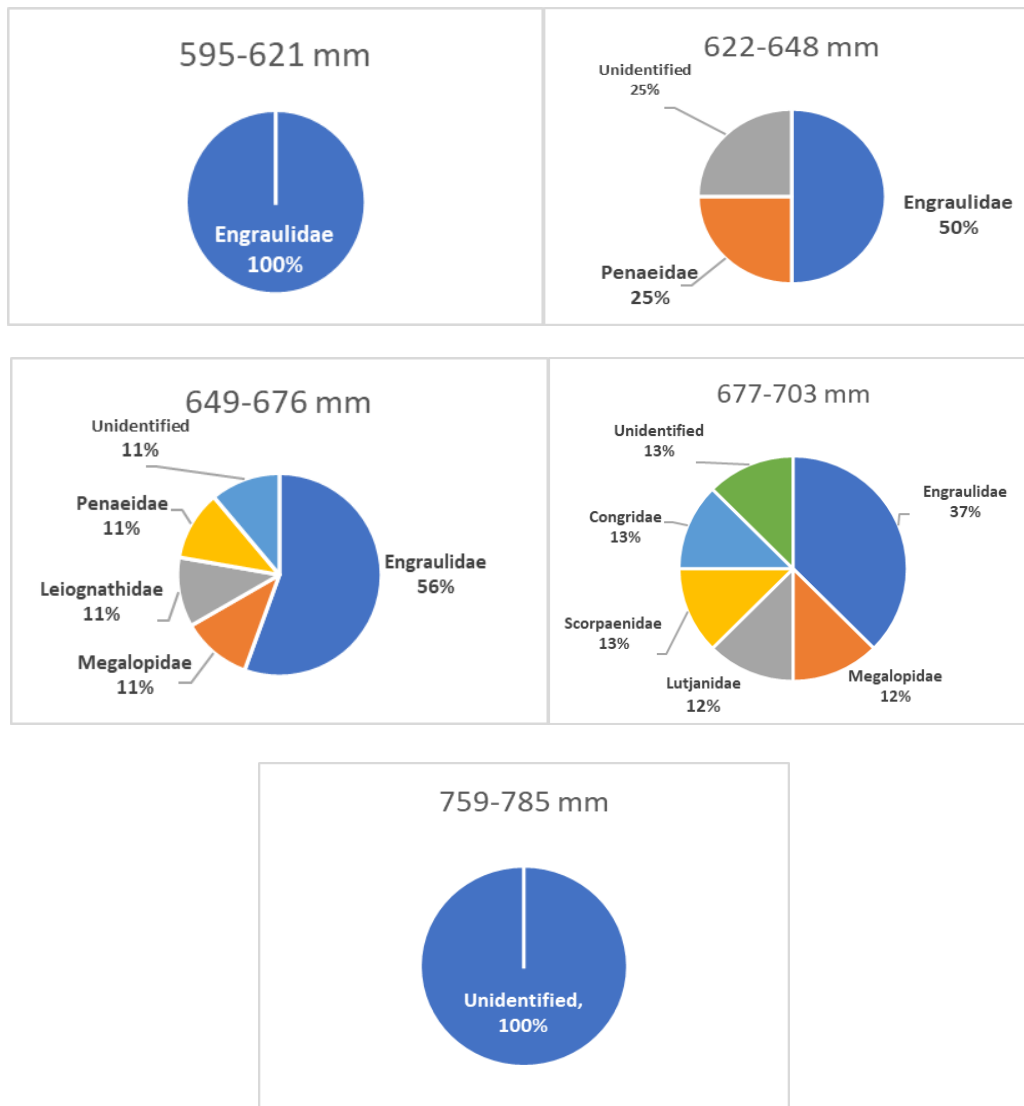 595-621 mm
Engraulidae
100%
622-648 mm
Unidentified
25%
Engraulidae
50%
Penaeidae
25%
649-676 mm
Unidentified
11%
Penaeidae
11%
Engraulidae
56%
Leiognathidae
11%
Megalopidae
11%
677-703 mm
Unidentified
13%
Engraulidae
37%
Congridae
13%
Scorpaenidae
13%
Lutjanidae
12%
Megalopidae
12%
759-785 mm
Unidentified,
100%